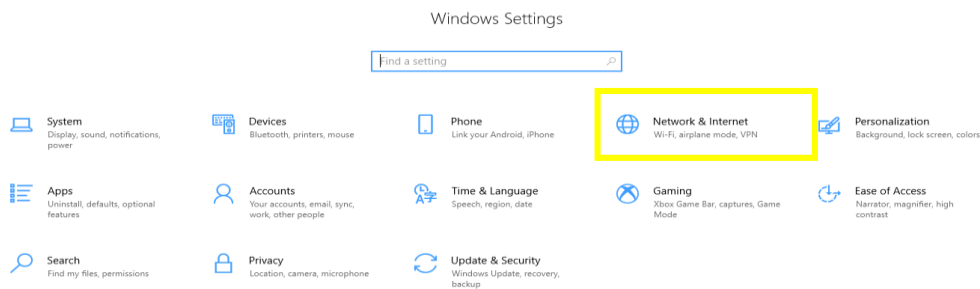 Windows Settings
Find a setting
System
Display, sound, notifications,
power
Devices
Bluetooth, printers, mouse
Phone
Link your Android, iPhone
Network & Internet
Wi-Fi, airplane mode, VPN
Personalization
Background, lock screen, colors
Apps
Uninstall, defaults, optional
features
Accounts
Your accounts, email, sync,
work, other people
Time & Language
Speech, region, date
Gaming
Xbox Game Bar, captures, Game
Mode
Ease of Access
Narrator, magnifier, high
contrast
Search
Find my files, permissions
Privacy
Location, camera, microphone
Update & Security
Windows Update, recovery,
backup